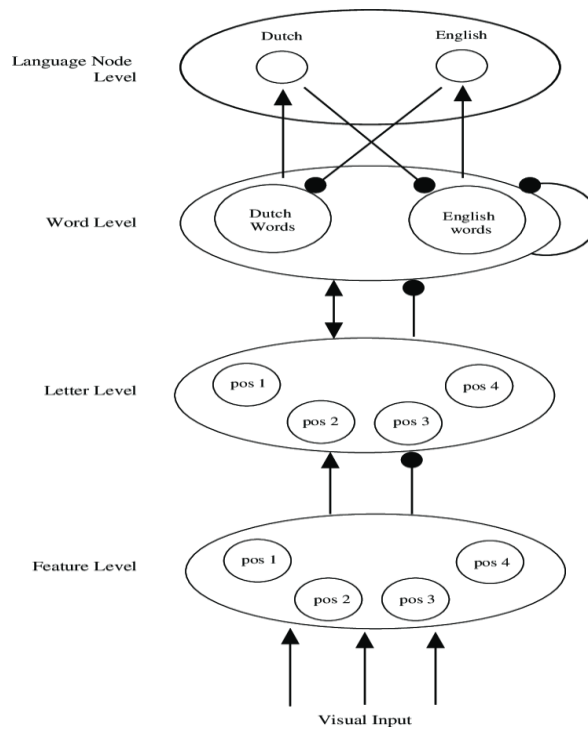 Dutch
English
Language Node
Level
Word Level
Dutch
Words
English
words
Letter Level
pos 1
pos 4
pos 2
pos 3
Feature Level
pos 1
pos 4
pos 2
pos 3
Visual Input